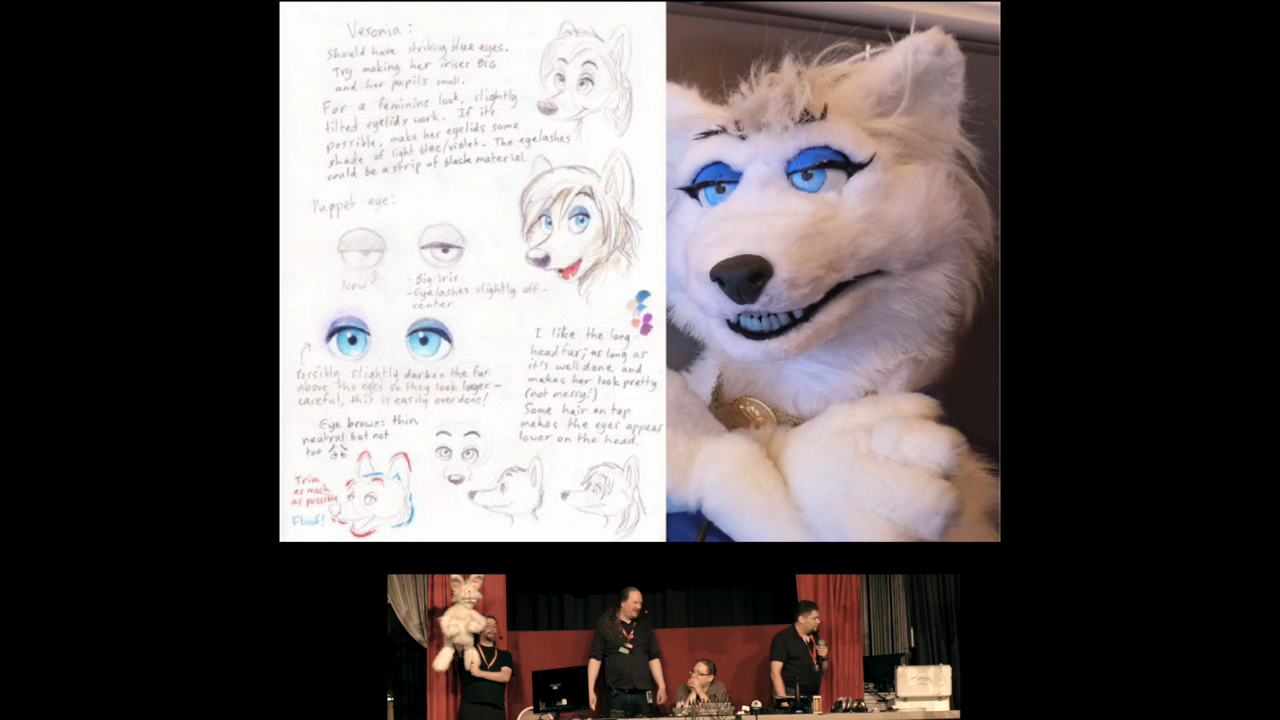 Vesonia:
Should have striking blue eyes.
Try making her irises BIG
and her pupils small.
For a feminine look, slightly
tilted eyelids work. If it's
possible, make her eyelids some
shade of light blue/violet. The eyelashes
could be a strip of black material.
Puppet eye:
Now
- Big iris
- Eyelashes slightly off-
center
Possibly slightly darken the fur
above the eyes so they look larger –
careful, this is easily overdone!
I like the long
head fur; as long as
it's well done and
makes her look pretty
(not messy!)
Some hair on top
makes the eyes appear
lower on the head.
Eye brows: thin,
neutral but not
too
Trim
as much
as possible
Floof!